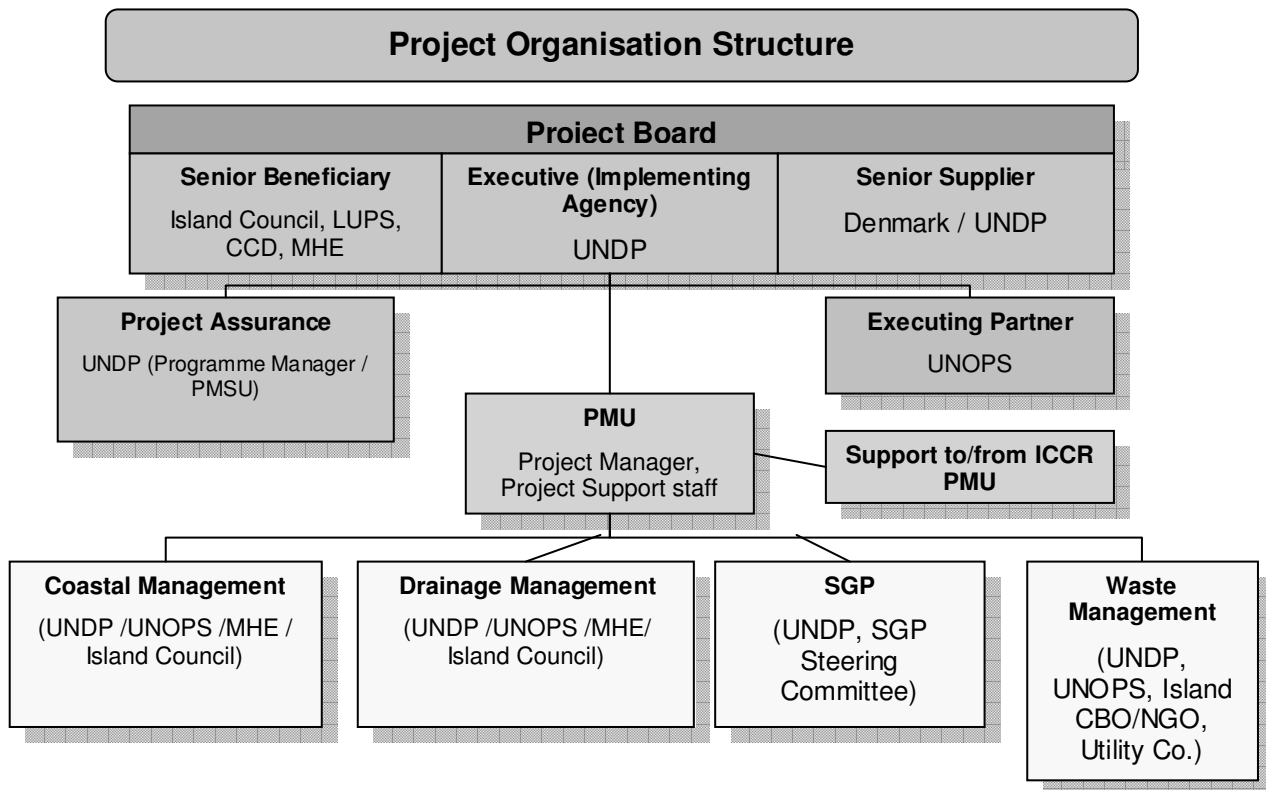 Project Organisation Structure
Project Board
Senior Beneficiary
Island Council, LUPS,
CCD, MHE
Executive (Implementing
Agency)
UNDP
Senior Supplier
Denmark / UNDP
Project Assurance
UNDP (Programme Manager /
PMSU)
Executing Partner
UNOPS
PMU
Project Manager,
Project Support staff
Support to/from ICCR
PMU
Coastal Management
(UNDP /UNOPS /MHE /
Island Council)
Drainage Management
(UNDP /UNOPS /MHE/
Island Council)
SGP
(UNDP, SGP
Steering
Committee)
Waste
Management
(UNDP,
UNOPS, Island
CBO/NGO,
Utility Co.)